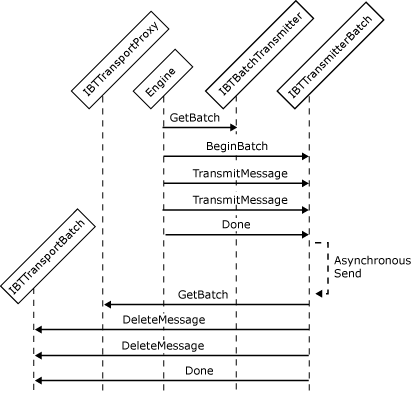 IBTTransportProxy
Engine
IBTBatchTransmitter
IBTTransmitterBatch
GetBatch
BeginBatch
TransmitMessage
TransmitMessage
Done
IBTTransportBatch
Asynchronous
Send
GetBatch
DeleteMessage
DeleteMessage
Done